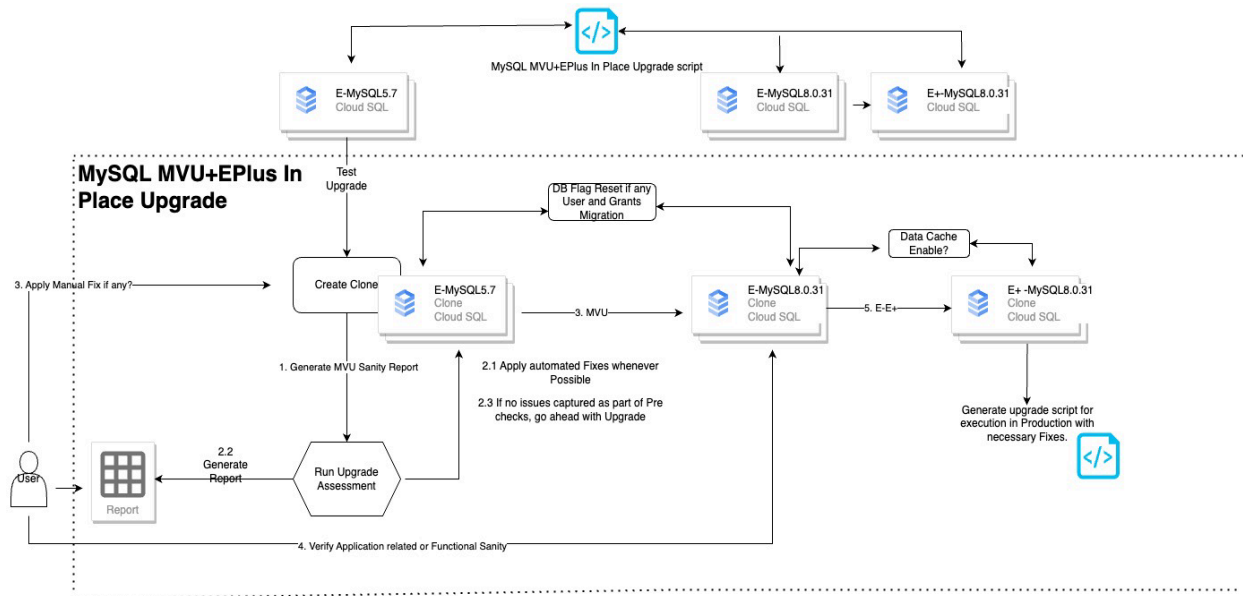 MySQL MVU+EPlus In Place Upgrade script
E-MySQL5.7
Cloud SQL
E-MySQL8.0.31
Cloud SQL
E+-MySQL8.0.31
Cloud SQL
MySQL MVU+EPlus In
Place Upgrade
Test
Upgrade
DB Flag Reset if any
User and Grants
Migration
Data Cache
Enable?
3. Apply Manual Fix if any?
Create Clone
E-MySQL5.7
Clone
Cloud SQL
3. MVU
E-MySQL8.0.31
Clone
Cloud SQL
5. E-E+
E+ -MySQL8.0.31
Clone
Cloud SQL
1. Generate MVU Sanity Report
2.1 Apply automated Fixes whenever
Possible
2.3 If no issues captured as part of Pre
checks, go ahead with Upgrade
Generate upgrade script for
execution in Production with
necessary Fixes.
2.2
Generate
Report
Run Upgrade
Assessment
User
Report
4. Verify Application related or Functional Sanity